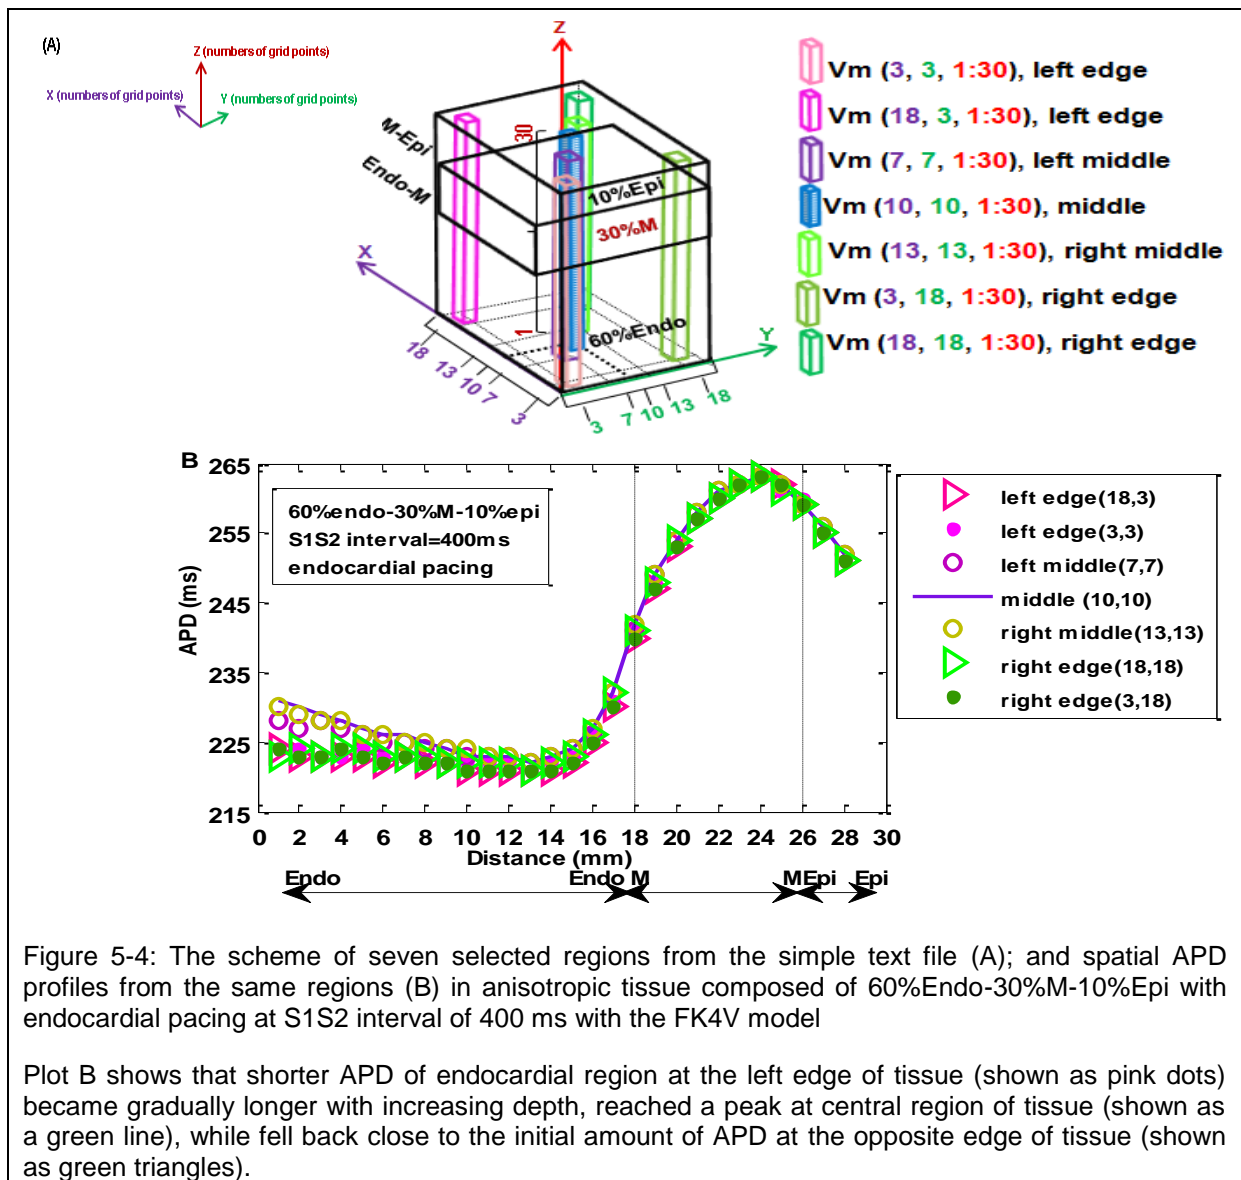 (A)
Z (numbers of grid points)
X (numbers of grid points)
Y (numbers of grid points)
Z
M-Epi
Endo-M
30
10%Epi
30%M
X
1
60%Endo
Y
18
13
10
7
3
3
7
10
13
18
Vm (3, 3, 1:30), left edge
Vm (18, 3, 1:30), left edge
Vm (7, 7, 1:30), left middle
Vm (10, 10, 1:30), middle
Vm (13, 13, 1:30), right middle
Vm (3, 18, 1:30), right edge
Vm (18, 18, 1:30), right edge
B
265
255
245
235
225
215
APD (ms)
60%endo-30%M-10%epi
S1S2 interval=400ms
endocardial pacing
0 2 4 6 8 10 12 14 16 18 20 22 24 26 28 30
Distance (mm)
Endo Endo M M Epi Epi
left edge(18,3)
left edge(3,3)
left middle(7,7)
middle (10,10)
right middle(13,13)
right edge(18,18)
right edge(3,18)
Figure 5-4: The scheme of seven selected regions from the simple text file (A); and spatial APD
profiles from the same regions (B) in anisotropic tissue composed of 60%Endo-30%M-10%Epi with
endocardial pacing at S1S2 interval of 400 ms with the FK4V model
Plot B shows that shorter APD of endocardial region at the left edge of tissue (shown as pink dots)
became gradually longer with increasing depth, reached a peak at central region of tissue (shown as
a green line), while fell back close to the initial amount of APD at the opposite edge of tissue (shown
as green triangles).